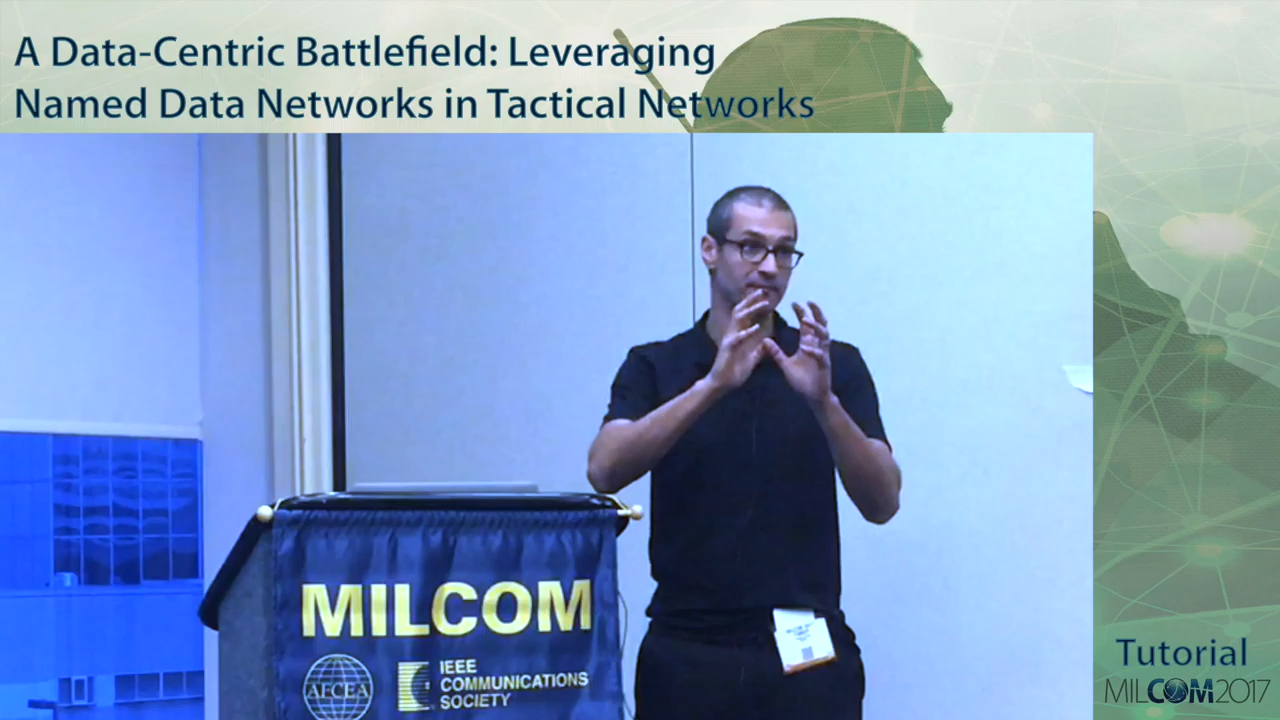 A Data-Centric Battlefield: Leveraging
Named Data Networks in Tactical Networks
MILCOM
AFCEA
IEEE
COMMUNICATIONS
SOCIETY
Tutorial
MILCOM2017